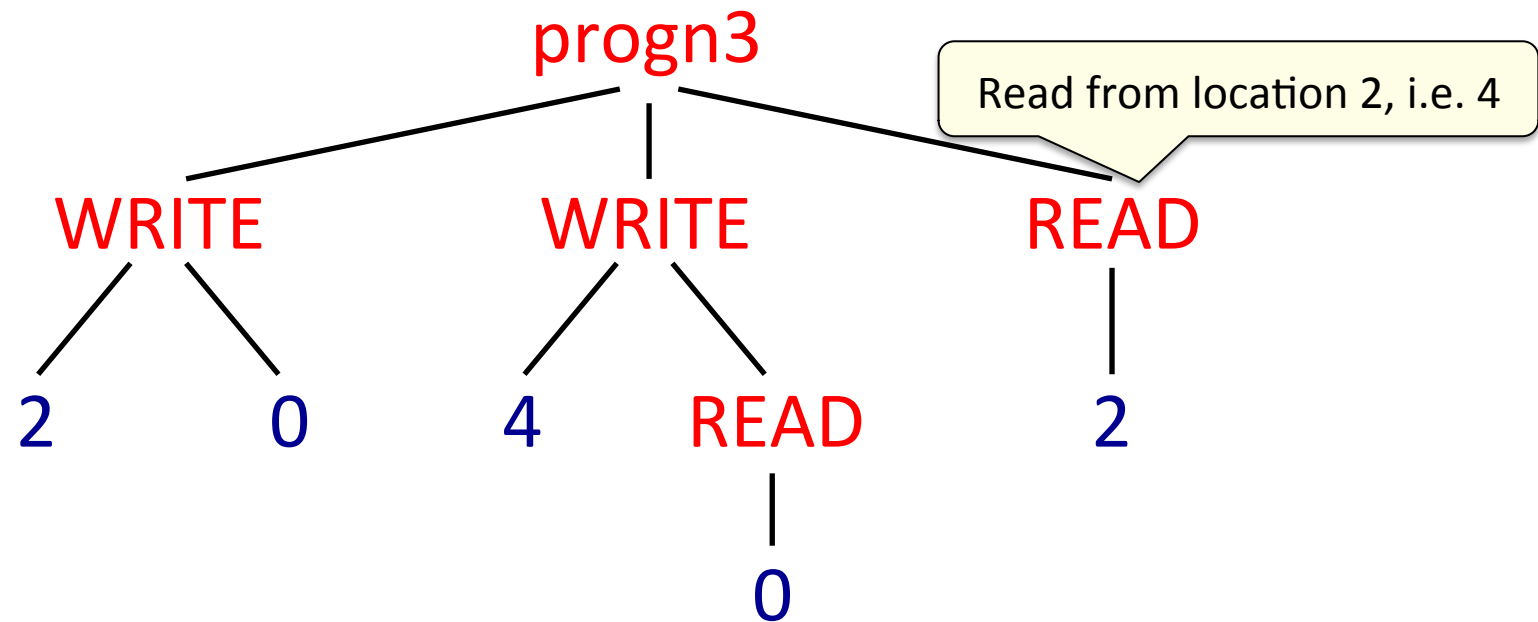 progn3
Read from location 2, i.e. 4
WRITE WRITE READ
2 0 4 READ 2
0